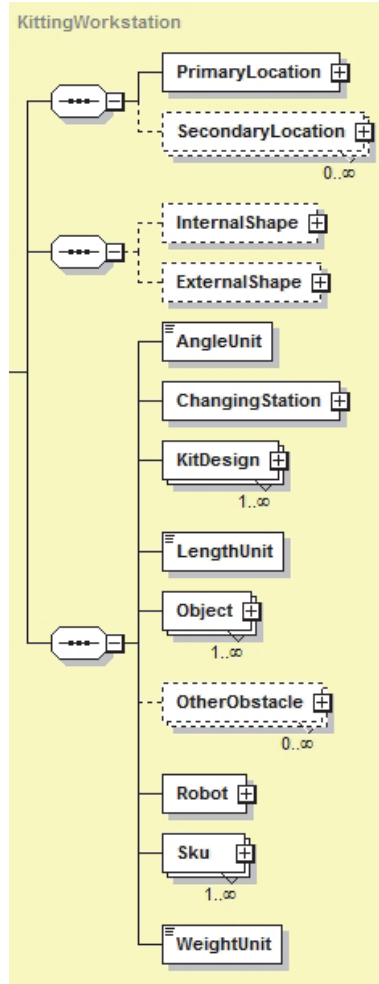 KittingWorkstation
PrimaryLocation
SecondaryLocation
0..∞
InternalShape
ExternalShape
AngleUnit
ChangingStation
KitDesign
1..∞
LengthUnit
Object
1..∞
OtherObstacle
0..∞
Robot
Sku
1..∞
WeightUnit